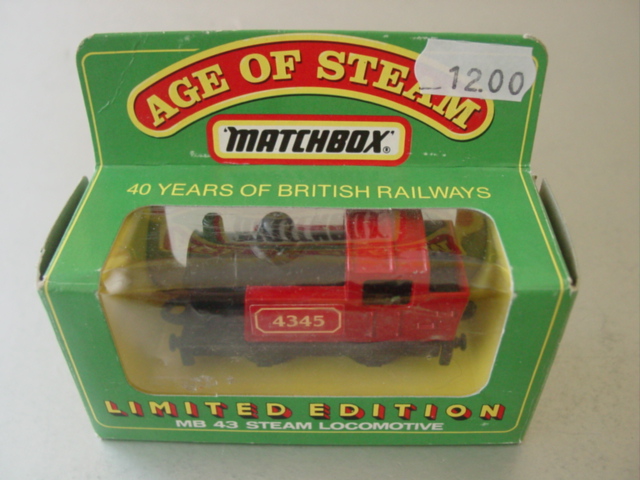 AGE OF STEAM
12.00
"MATCHBOX"®
40 YEARS OF BRITISH RAILWAYS
4345
LIMITED EDITION
MB 43 STEAM LOCOMOTIVE